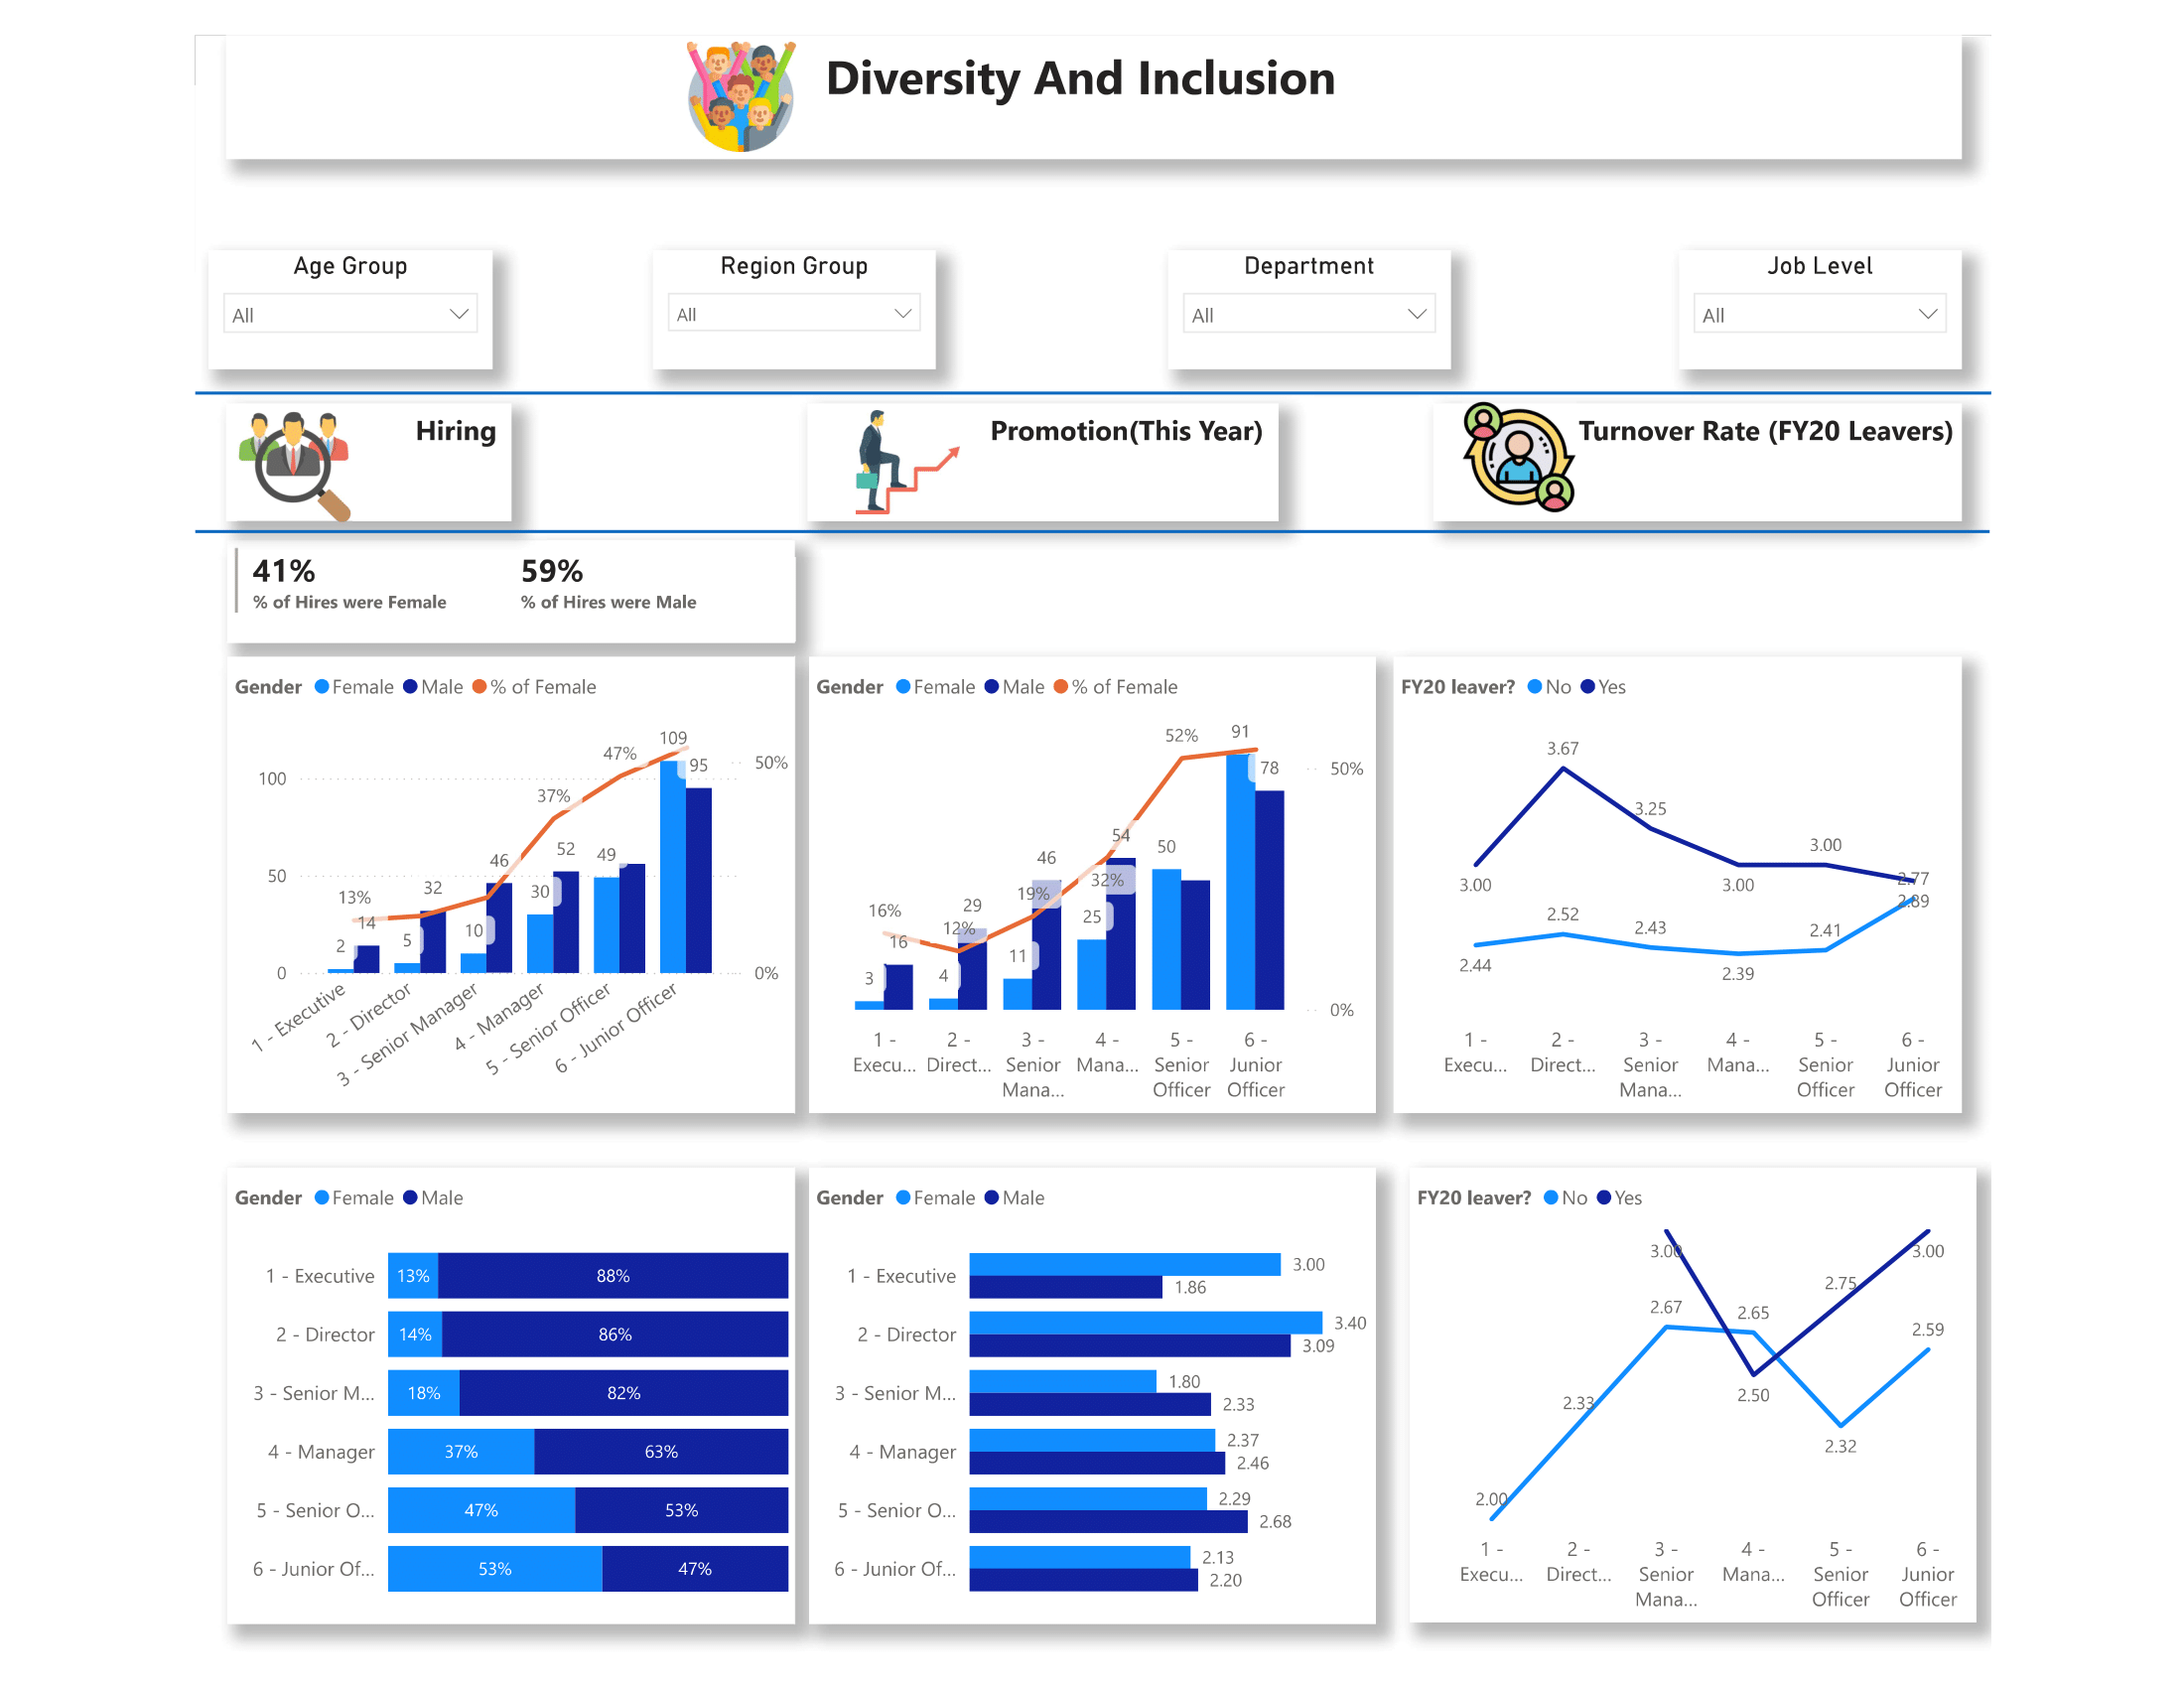 Diversity And Inclusion
Age Group
All
Region Group
All
Department
All
Job Level
All
Hiring
Promotion(This Year)
Turnover Rate (FY20 Leavers)
41%
% of Hires were Female
59%
% of Hires were Male
Gender Female Male % of Female
100
50
0
50%
0%
2
14
13%
5
32
10
46
30
52
37%
49
47%
109
95
1 - Executive
2 - Director
3 - Senior Manager
4 - Manager
5 - Senior Officer
6 - Junior Officer
Gender Female Male % of Female
50%
0%
16%
3
16
12%
4
29
19%
11
46
32%
25
54
52%
50
91
78
1 -
Execu...
2 -
Direct...
3 -
Senior
Mana...
4 -
Mana...
5 -
Senior
Officer
6 -
Junior
Officer
FY20 leaver? No Yes
3.00
3.67
3.25
3.00
3.00
2.77
2.89
2.44
2.52
2.43
2.39
2.41
1 -
Execu...
2 -
Direct...
3 -
Senior
Mana...
4 -
Mana...
5 -
Senior
Officer
6 -
Junior
Officer
Gender Female Male
1 - Executive 13% 88%
2 - Director 14% 86%
3 - Senior M... 18% 82%
4 - Manager 37% 63%
5 - Senior O... 47% 53%
6 - Junior Of... 53% 47%
Gender Female Male
1 - Executive
3.00
1.86
2 - Director
3.40
3.09
3 - Senior M...
1.80
2.33
4 - Manager
2.37
2.46
5 - Senior O...
2.29
2.68
6 - Junior Of...
2.13
2.20
FY20 leaver? No Yes
3.00
2.50
2.75
3.00
2.00
2.33
2.67
2.65
2.32
2.59
1 -
Execu...
2 -
Direct...
3 -
Senior
Mana...
4 -
Mana...
5 -
Senior
Officer
6 -
Junior
Officer